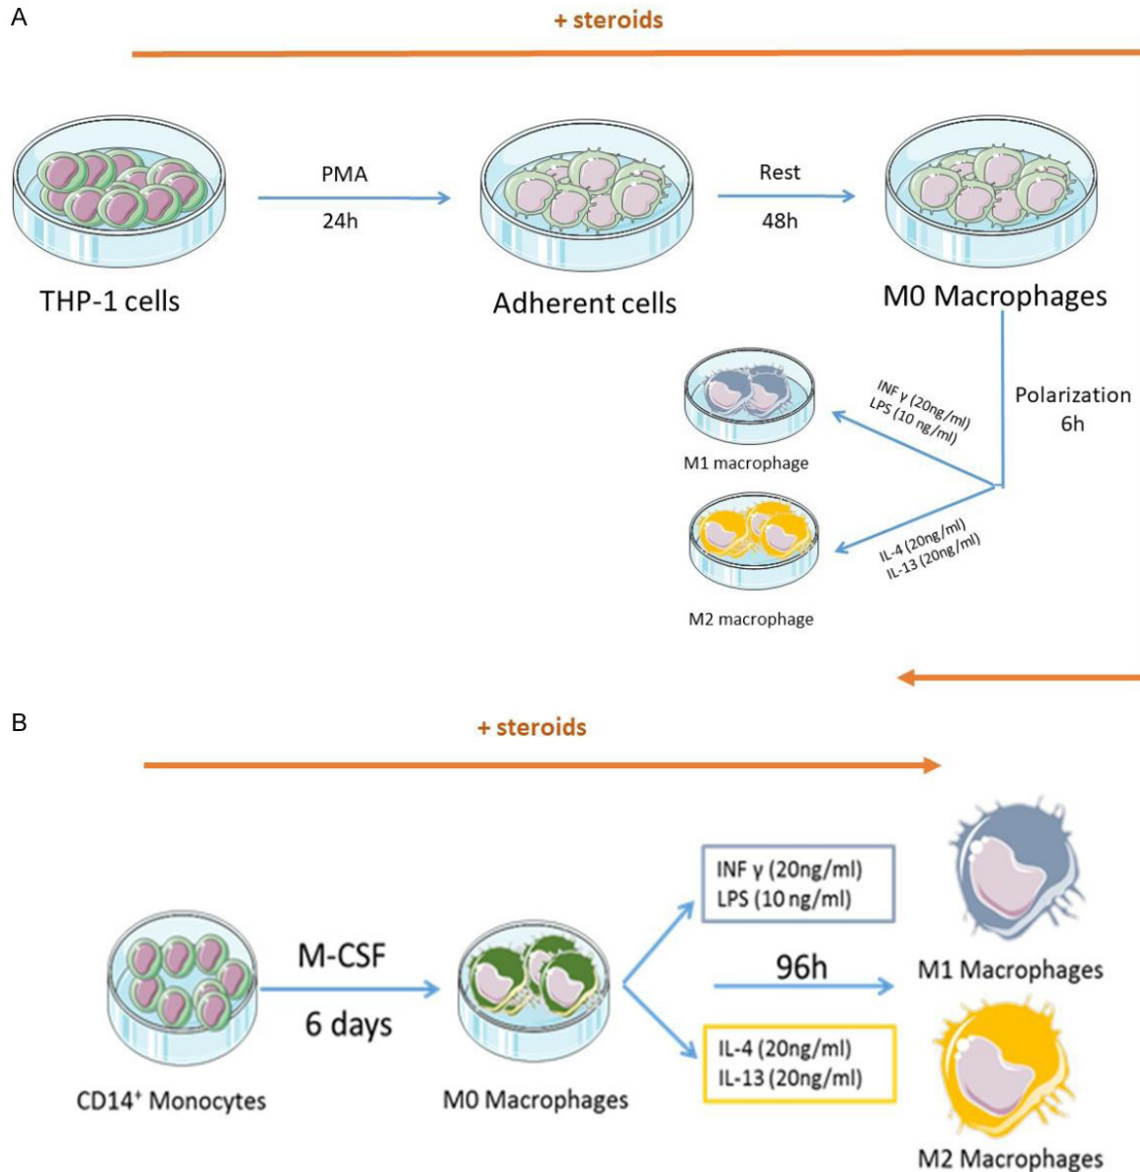 A
+ steroids
PMA
24h
Rest
48h
THP-1 cells
Adherent cells
M0 Macrophages
INF γ (20ng/ml)
LPS (10 ng/ml)
Polarization
6h
M1 macrophage
IL-4 (20ng/ml)
IL-13 (20ng/ml)
M2 macrophage
B
+ steroids
INF γ (20ng/ml)
LPS (10 ng/ml)
M-CSF
6 days
96h
M1 Macrophages
IL-4 (20ng/ml)
IL-13 (20ng/ml)
CD14⁺ Monocytes
M0 Macrophages
M2 Macrophages